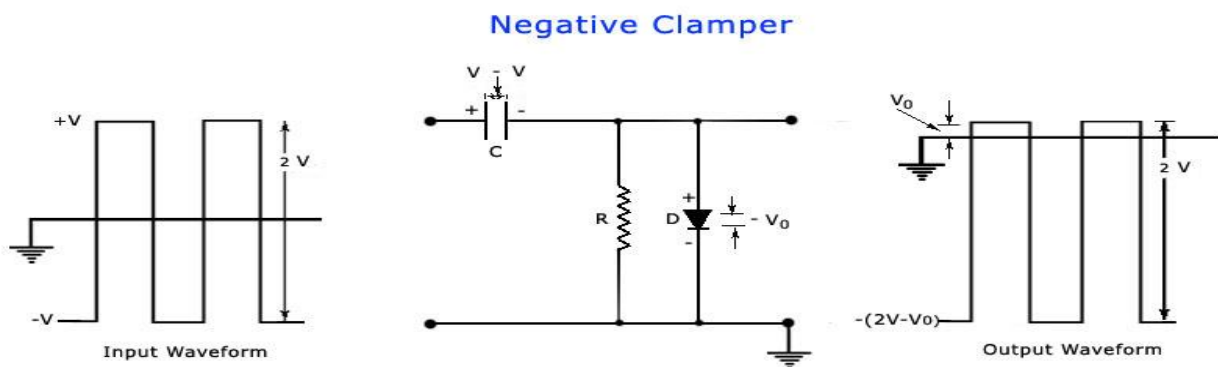 Negative Clamper
V - V
+ -
C
+V
2 V
-V
Input Waveform
R
D
+
-
- V₀
V₀
2 V
-(2V-V₀)
Output Waveform